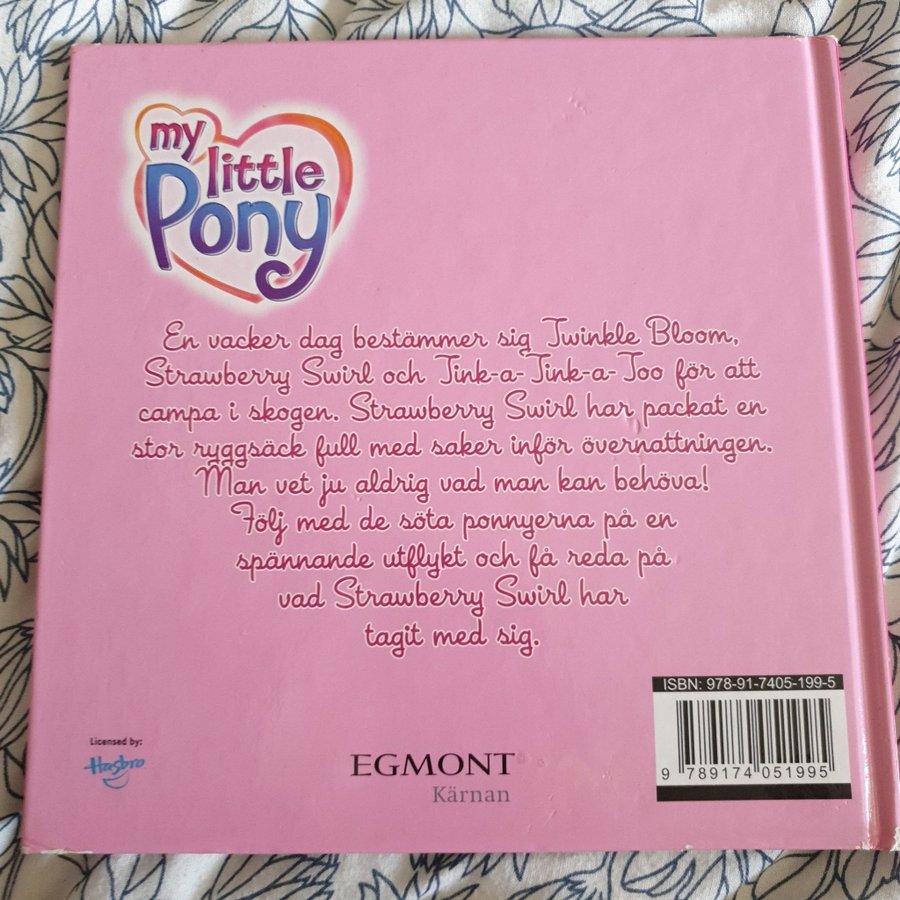 my
little
Pony
En vacker dag bestämmer sig Twinkle Bloom,
Strawberry Swirl och Tink-a-Tink-a-Too för att
campa i skogen. Strawberry Swirl har packat en
stor ryggsäck full med saker inför övernattningen.
Man vet ju aldrig vad man kan behöva!
Följ med de söta ponnyerna på en
spännande utflykt och få reda på
vad Strawberry Swirl har
tagit med sig.
ISBN: 978-91-7405-199-5
9 789174 051995
Licensed by:
Hasbro
EGMONT
Kärnan